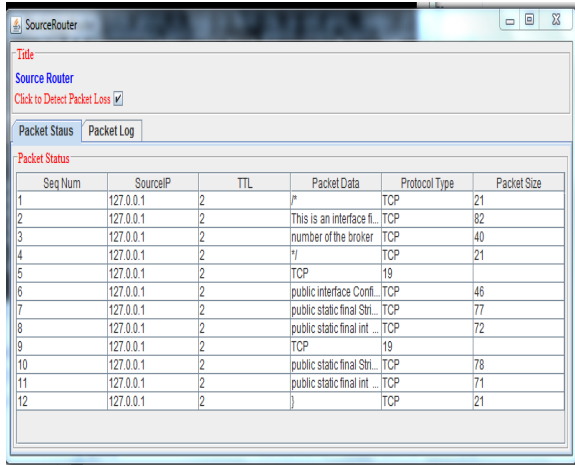 SourceRouter
Title
Source Router
Click to Detect Packet Loss
Packet Staus Packet Log
Packet Status
Seq Num SourceIP TTL Packet Data Protocol Type Packet Size
1 127.0.0.1 2 /* TCP 21
2 127.0.0.1 2 This is an interface fi... TCP 82
3 127.0.0.1 2 number of the broker TCP 40
4 127.0.0.1 2 */ TCP 21
5 127.0.0.1 2 TCP 19
6 127.0.0.1 2 public interface Confi... TCP 46
7 127.0.0.1 2 public static final Stri... TCP 77
8 127.0.0.1 2 public static final int ... TCP 72
9 127.0.0.1 2 TCP 19
10 127.0.0.1 2 public static final Stri... TCP 78
11 127.0.0.1 2 public static final int ... TCP 71
12 127.0.0.1 2 } TCP 21